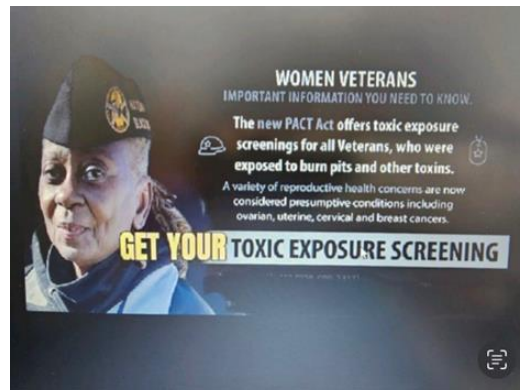 WOMEN VETERANS
IMPORTANT INFORMATION YOU NEED TO KNOW.
The new PACT Act offers toxic exposure
screenings for all Veterans, who were
exposed to burn pits and other toxins.
A variety of reproductive health concerns are now
considered presumptive conditions including
ovarian, uterine, cervical and breast cancers.
GET YOUR TOXIC EXPOSURE SCREENING